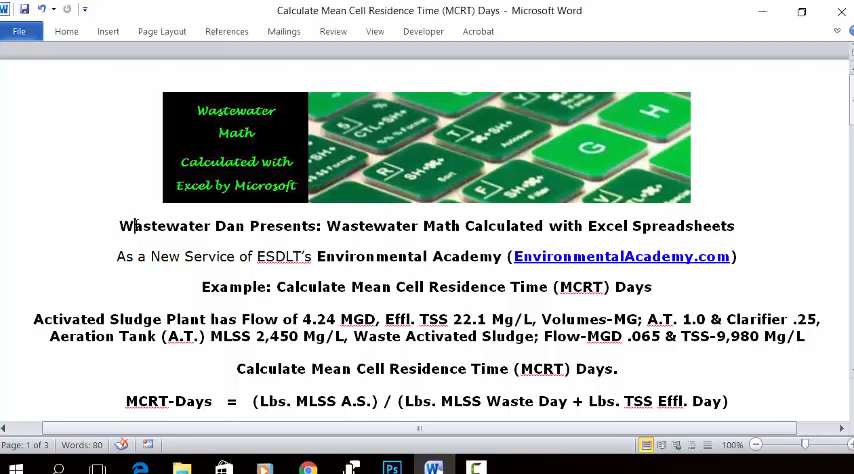 Calculate Mean Cell Residence Time (MCRT) Days - Microsoft Word
File Home Insert Page Layout References Mailings Review View Developer Acrobat
Wastewater
Math
Calculated with
Excel by Microsoft
Wastewater Dan Presents: Wastewater Math Calculated with Excel Spreadsheets
As a New Service of ESDLT's Environmental Academy (EnvironmentalAcademy.com)
Example: Calculate Mean Cell Residence Time (MCRT) Days
Activated Sludge Plant has Flow of 4.24 MGD, Effl. TSS 22.1 Mg/L, Volumes-MG; A.T. 1.0 & Clarifier .25,
Aeration Tank (A.T.) MLSS 2,450 Mg/L, Waste Activated Sludge; Flow-MGD .065 & TSS-9,980 Mg/L
Calculate Mean Cell Residence Time (MCRT) Days.
MCRT-Days = (Lbs. MLSS A.S.) / (Lbs. MLSS Waste Day + Lbs. TSS Effl. Day)
Page: 1 of 3 Words: 80 100%